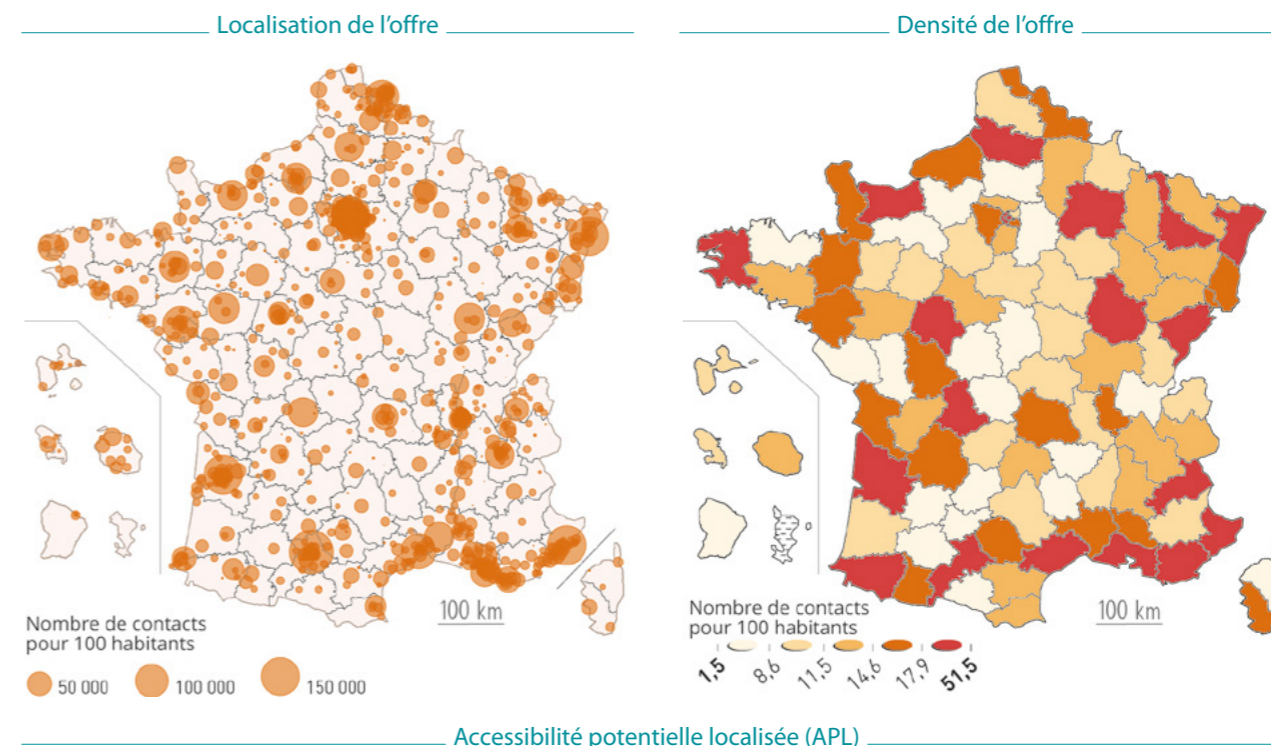 Localisation de l'offre
Densité de l'offre
100 km
Nombre de contacts
pour 100 habitants
50 000
100 000
150 000
100 km
Nombre de contacts
pour 100 habitants
1,5
8,6
11,5
14,6
17,9
51,5
Accessibilité potentielle localisée (APL)